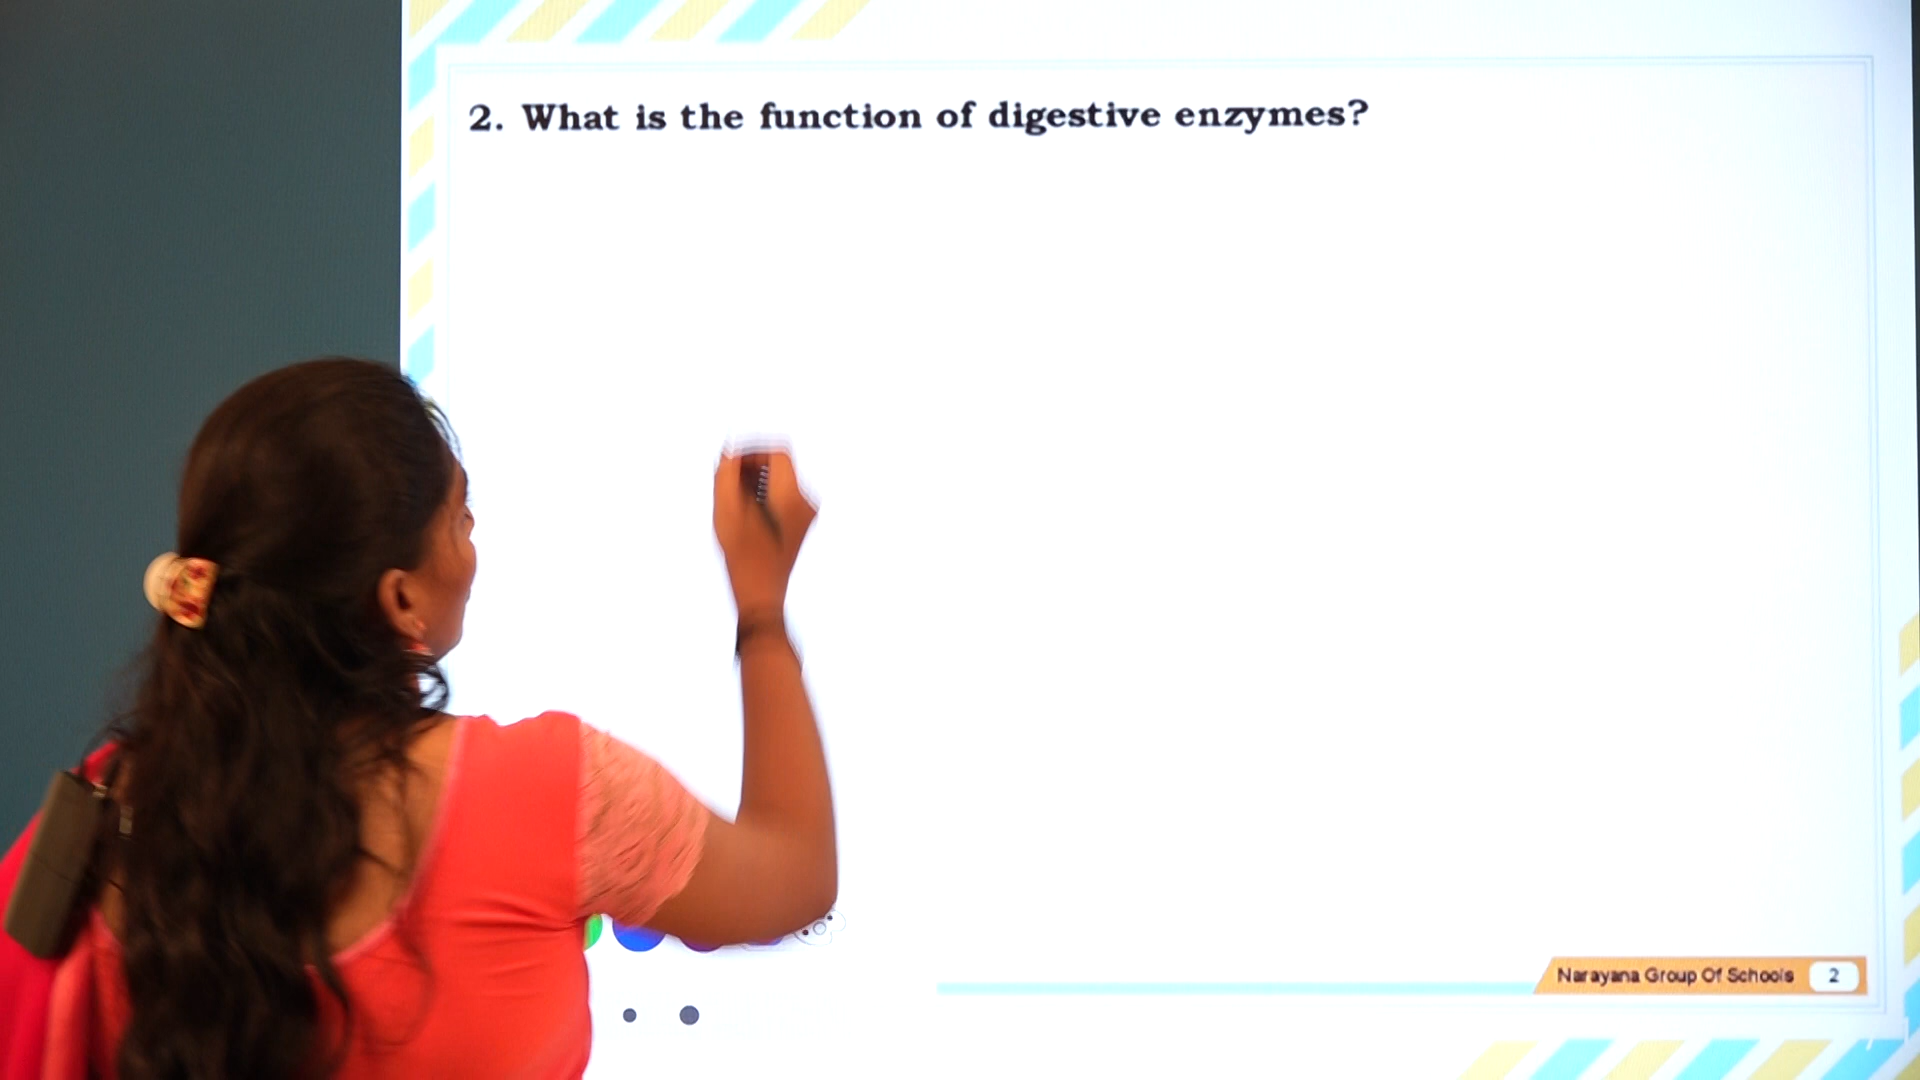 2. What is the function of digestive enzymes?
Narayana Group Of Schools 2